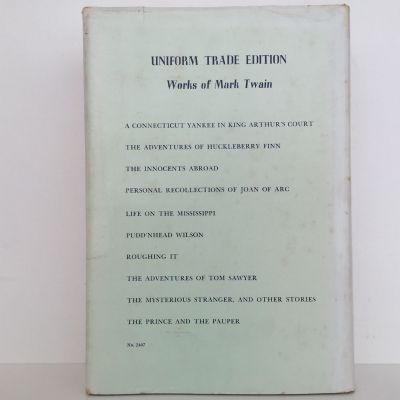 UNIFORM TRADE EDITION
Works of Mark Twain
A CONNECTICUT YANKEE IN KING ARTHUR'S COURT
THE ADVENTURES OF HUCKLEBERRY FINN
THE INNOCENTS ABROAD
PERSONAL RECOLLECTIONS OF JOAN OF ARC
LIFE ON THE MISSISSIPPI
PUDD'NHEAD WILSON
ROUGHING IT
THE ADVENTURES OF TOM SAWYER
THE MYSTERIOUS STRANGER, AND OTHER STORIES
THE PRINCE AND THE PAUPER
No. 2407